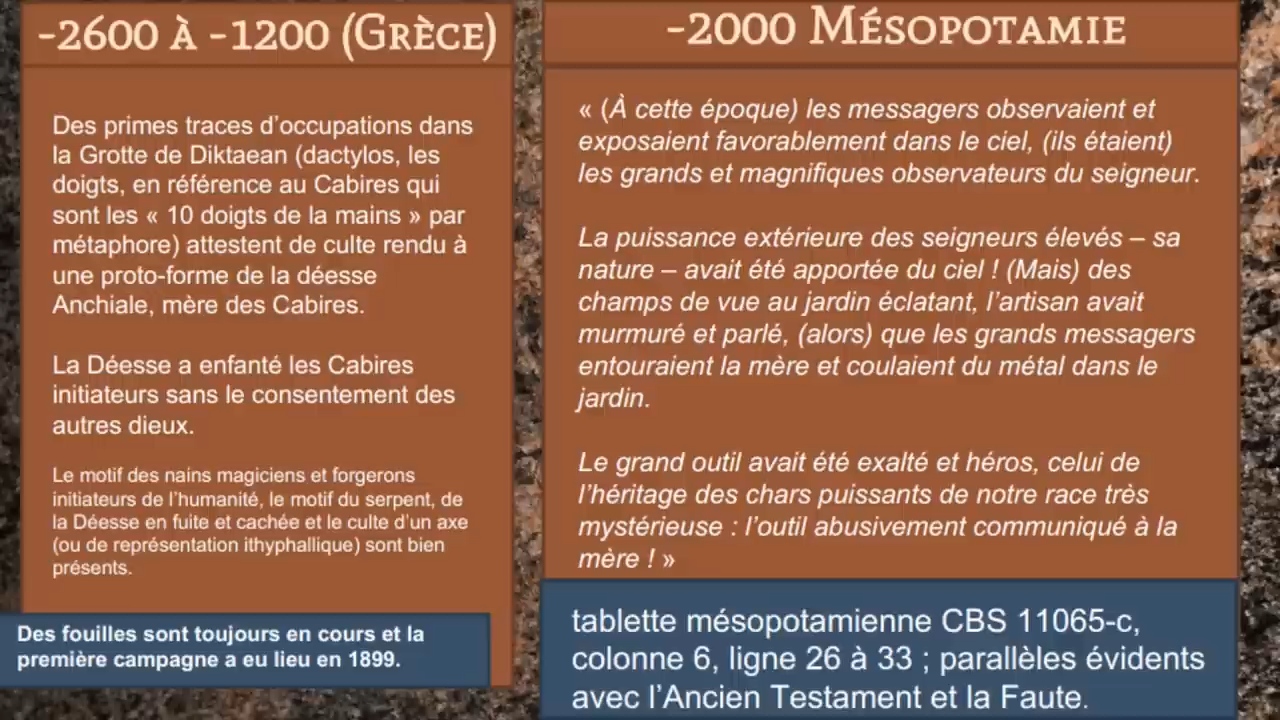 -2600 À -1200 (Grèce)
Des primes traces d'occupations dans
la Grotte de Diktaean (dactylos, les
doigts, en référence au Cabires qui
sont les « 10 doigts de la mains » par
métaphore) attestent de culte rendu à
une proto-forme de la déesse
Anchiale, mère des Cabires.
La Déesse a enfanté les Cabires
initiateurs sans le consentement des
autres dieux.
Le motif des nains magiciens et forgerons
initiateurs de l'humanité, le motif du serpent, de
la Déesse en fuite et cachée et le culte d'un axe
(ou de représentation ithyphallique) sont bien
présents.
Des fouilles sont toujours en cours et la
première campagne a eu lieu en 1899.
-2000 Mésopotamie
« (À cette époque) les messagers observaient et
exposaient favorablement dans le ciel, (ils étaient)
les grands et magnifiques observateurs du seigneur.
La puissance extérieure des seigneurs élevés – sa
nature – avait été apportée du ciel ! (Mais) des
champs de vue au jardin éclatant, l'artisan avait
murmuré et parlé, (alors) que les grands messagers
entouraient la mère et coulaient du métal dans le
jardin.
Le grand outil avait été exalté et héros, celui de
l'héritage des chars puissants de notre race très
mystérieuse : l'outil abusivement communiqué à la
mère ! »
tablette mésopotamienne CBS 11065-c,
colonne 6, ligne 26 à 33 ; parallèles évidents
avec l'Ancien Testament et la Faute.